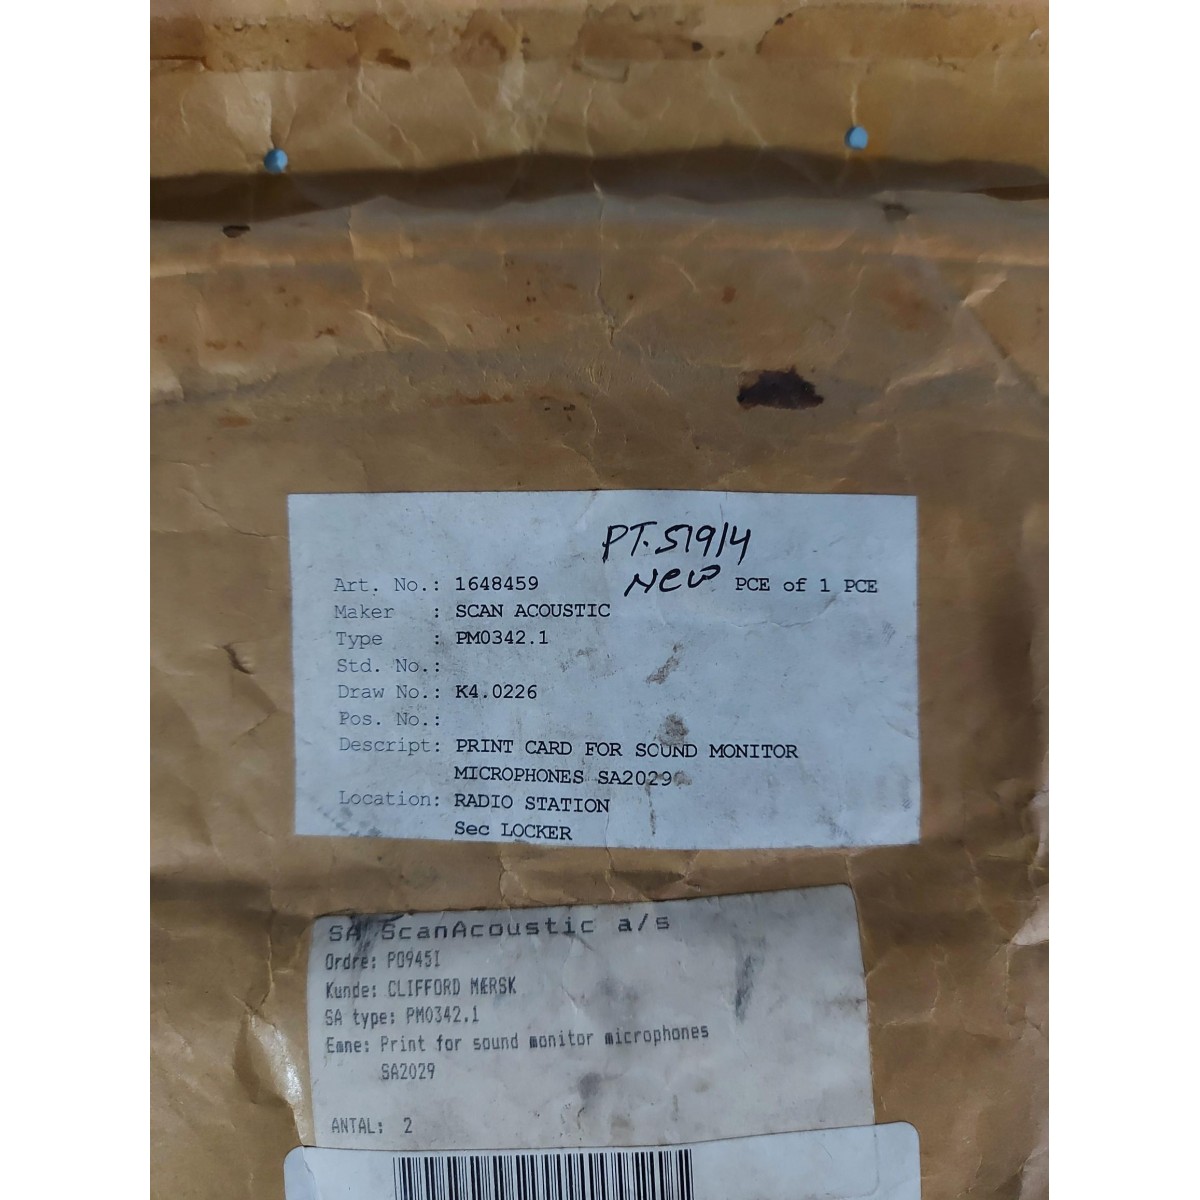 PT.51914
New PCE of 1 PCE
Art. No.: 1648459
Maker : SCAN ACOUSTIC
Type : PM0342.1
Std. No.:
Draw No.: K4.0226
Pos. No.:
Descript: PRINT CARD FOR SOUND MONITOR
MICROPHONES SA2029
Location: RADIO STATION
Sec LOCKER
SA ScanAcoustic a/s
Ordre: P0945I
Kunde: CLIFFORD MÆRSK
SA type: PM0342.1
Emne: Print for sound monitor microphones
SA2029
ANTAL: 2